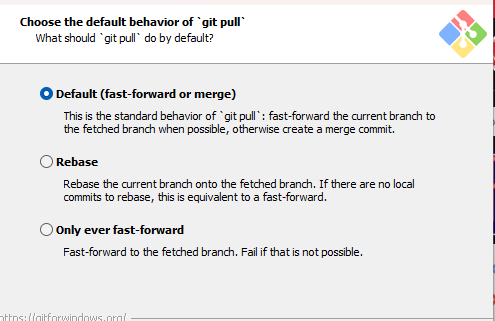 Choose the default behavior of `git pull`
What should `git pull` do by default?
Default (fast-forward or merge)
This is the standard behavior of `git pull`: fast-forward the current branch to
the fetched branch when possible, otherwise create a merge commit.
Rebase
Rebase the current branch onto the fetched branch. If there are no local
commits to rebase, this is equivalent to a fast-forward.
Only ever fast-forward
Fast-forward to the fetched branch. Fail if that is not possible.
https://gitforwindows.org/